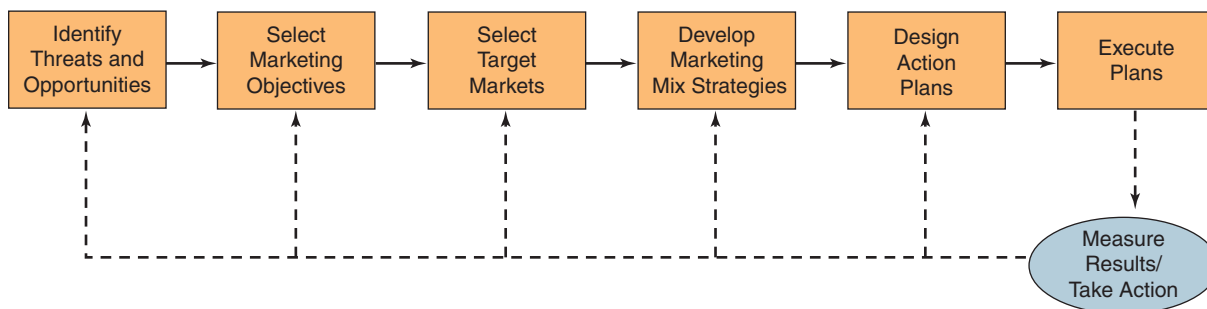 Identify
Threats and
Opportunities
Select
Marketing
Objectives
Select
Target
Markets
Develop
Marketing
Mix Strategies
Design
Action
Plans
Execute
Plans
Measure
Results/
Take Action